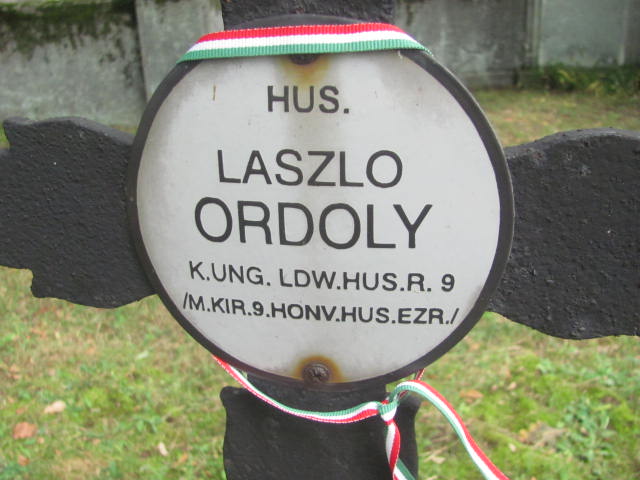 HUS.
LASZLO
ORDOLY
K.UNG. LDW.HUS.R. 9
/M.KIR.9.HONV.HUS.EZR./